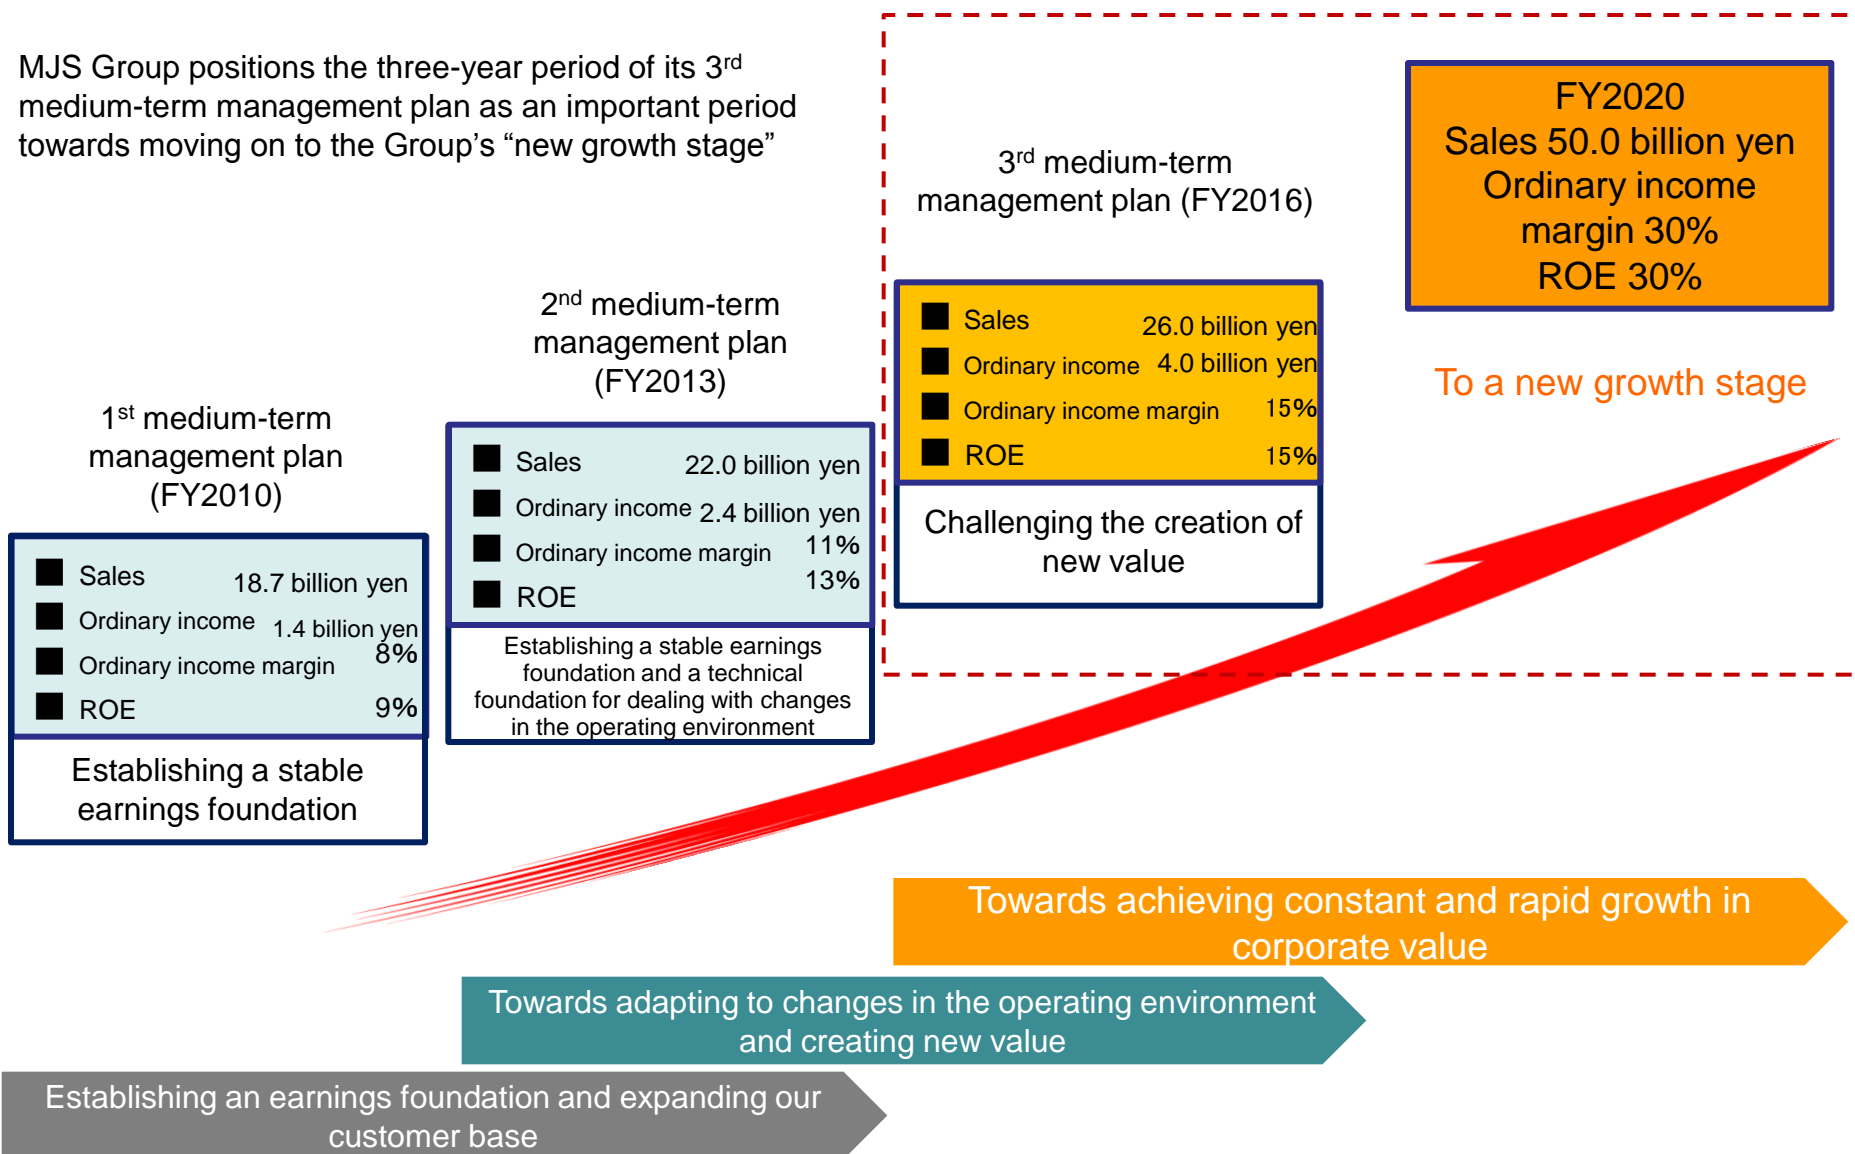 MJS Group positions the three-year period of its 3rd
medium-term management plan as an important period
towards moving on to the Group's “new growth stage”
1st medium-term
management plan
(FY2010)
Sales 18.7 billion yen
Ordinary income 1.4 billion yen
Ordinary income margin 8%
ROE 9%
Establishing a stable
earnings foundation
2nd medium-term
management plan
(FY2013)
Sales 22.0 billion yen
Ordinary income 2.4 billion yen
Ordinary income margin 11%
ROE 13%
Establishing a stable earnings
foundation and a technical
foundation for dealing with changes
in the operating environment
3rd medium-term
management plan (FY2016)
Sales 26.0 billion yen
Ordinary income 4.0 billion yen
Ordinary income margin 15%
ROE 15%
Challenging the creation of
new value
FY2020
Sales 50.0 billion yen
Ordinary income
margin 30%
ROE 30%
To a new growth stage
Towards achieving constant and rapid growth in
corporate value
Towards adapting to changes in the operating environment
and creating new value
Establishing an earnings foundation and expanding our
customer base